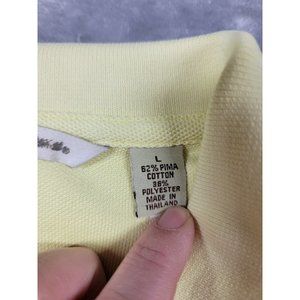 L
62% PIMA
COTTON
38%
POLYESTER
MADE IN
THAILAND